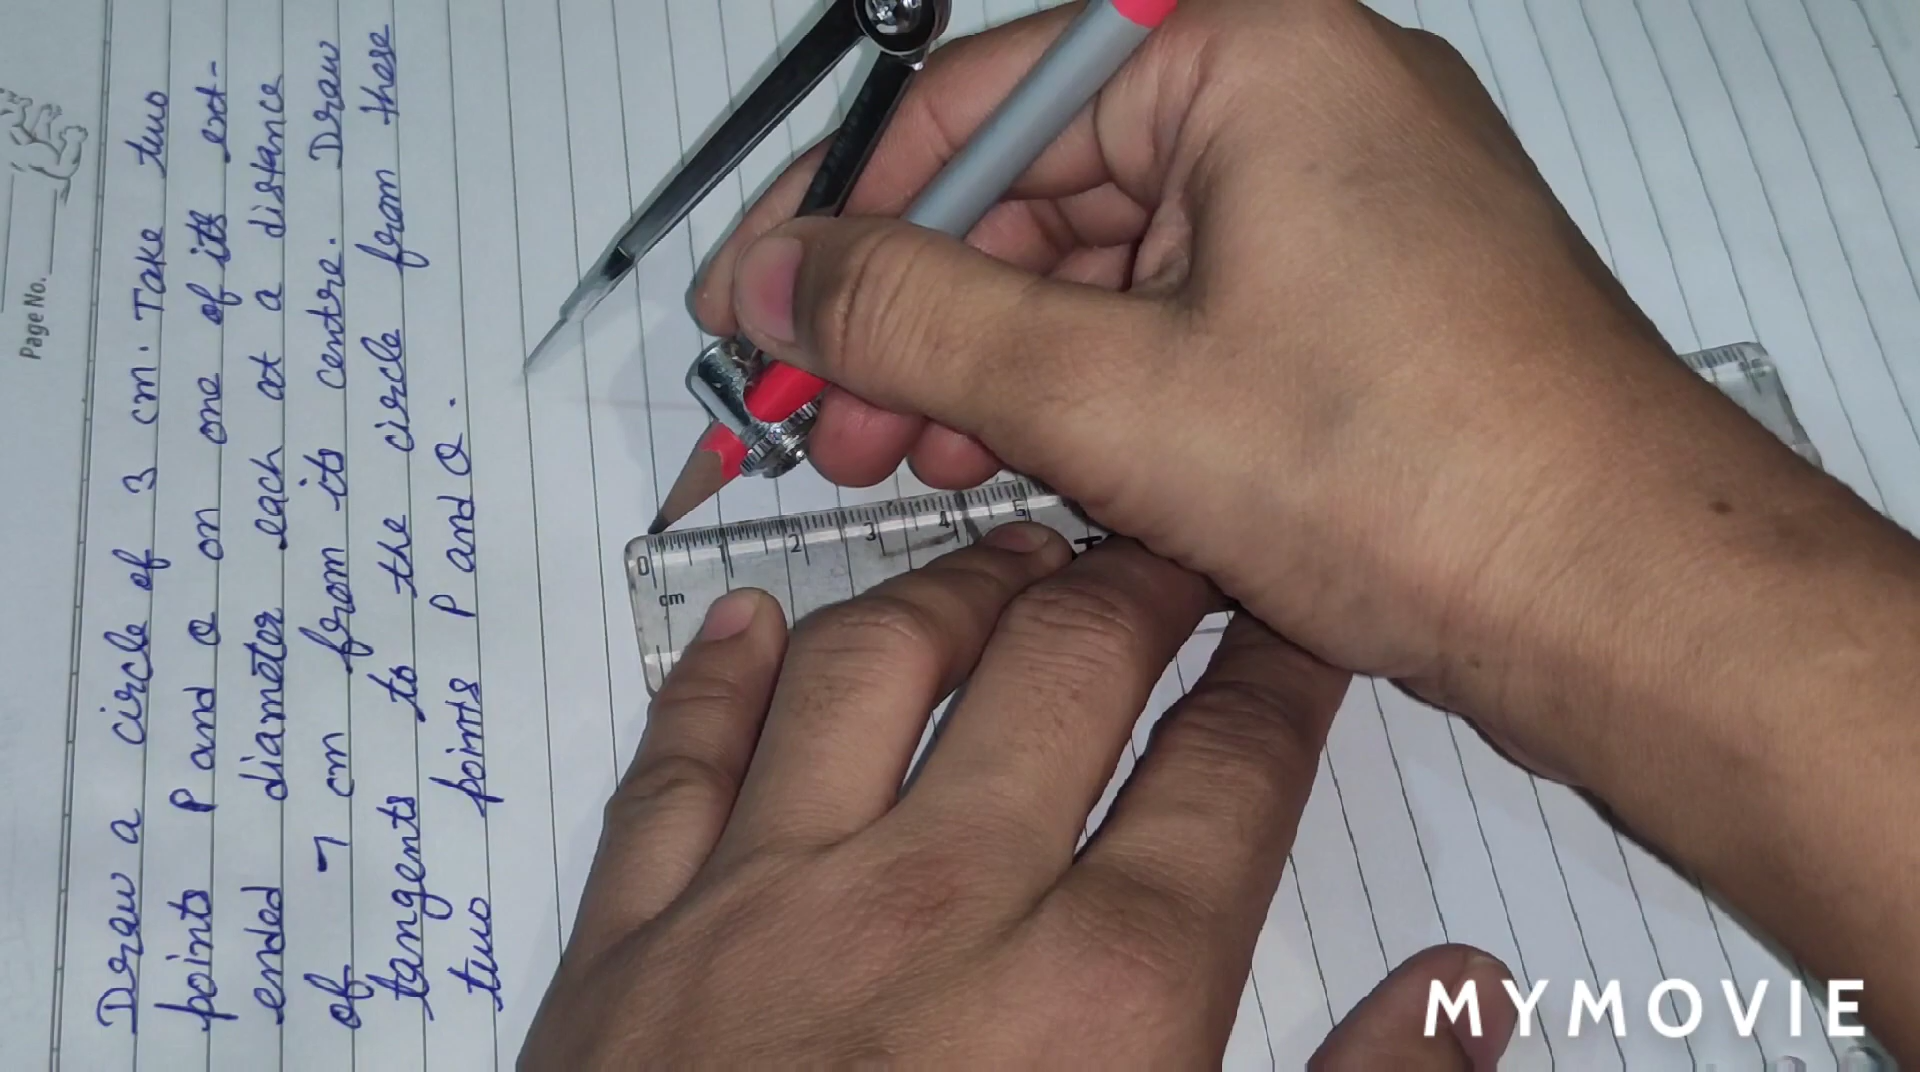 Page No.
Draw a circle of 3 cm. Take two
points P and Q on one of its ext-
ended diameter each at a distance
of 7 cm from its centre. Draw
tangents to the circle from these
two points P and Q.
0 1 2 3 4 5
cm
MYMOVIE